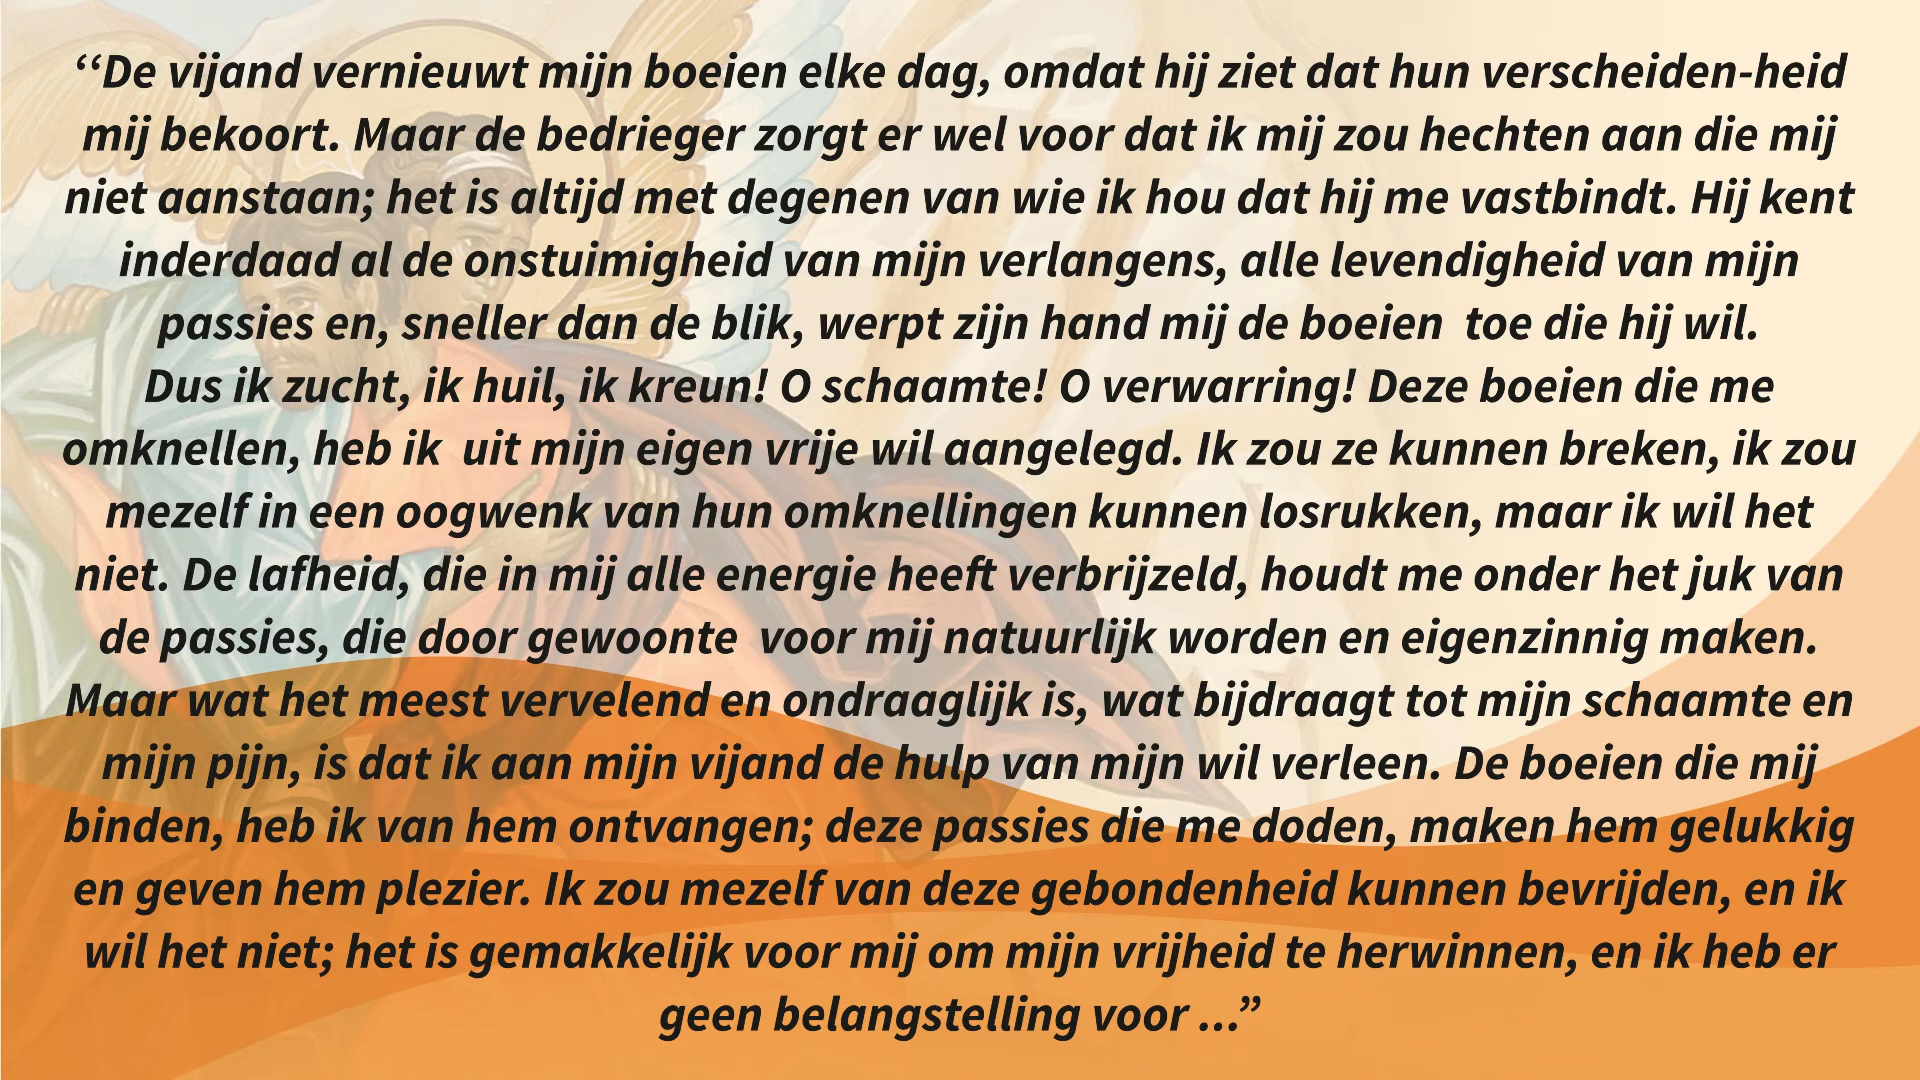 ‘‘De vijand vernieuwt mijn boeien elke dag, omdat hij ziet dat hun verscheiden-heid
mij bekoort. Maar de bedrieger zorgt er wel voor dat ik mij zou hechten aan die mij
niet aanstaan; het is altijd met degenen van wie ik hou dat hij me vastbindt. Hij kent
inderdaad al de onstuimigheid van mijn verlangens, alle levendigheid van mijn
passies en, sneller dan de blik, werpt zijn hand mij de boeien  toe die hij wil.
Dus ik zucht, ik huil, ik kreun! O schaamte! O verwarring! Deze boeien die me
omknellen, heb ik  uit mijn eigen vrije wil aangelegd. Ik zou ze kunnen breken, ik zou
mezelf in een oogwenk van hun omknellingen kunnen losrukken, maar ik wil het
niet. De lafheid, die in mij alle energie heeft verbrijzeld, houdt me onder het juk van
de passies, die door gewoonte  voor mij natuurlijk worden en eigenzinnig maken.
Maar wat het meest vervelend en ondraaglijk is, wat bijdraagt tot mijn schaamte en
mijn pijn, is dat ik aan mijn vijand de hulp van mijn wil verleen. De boeien die mij
binden, heb ik van hem ontvangen; deze passies die me doden, maken hem gelukkig
en geven hem plezier. Ik zou mezelf van deze gebondenheid kunnen bevrijden, en ik
wil het niet; het is gemakkelijk voor mij om mijn vrijheid te herwinnen, en ik heb er
geen belangstelling voor ...”